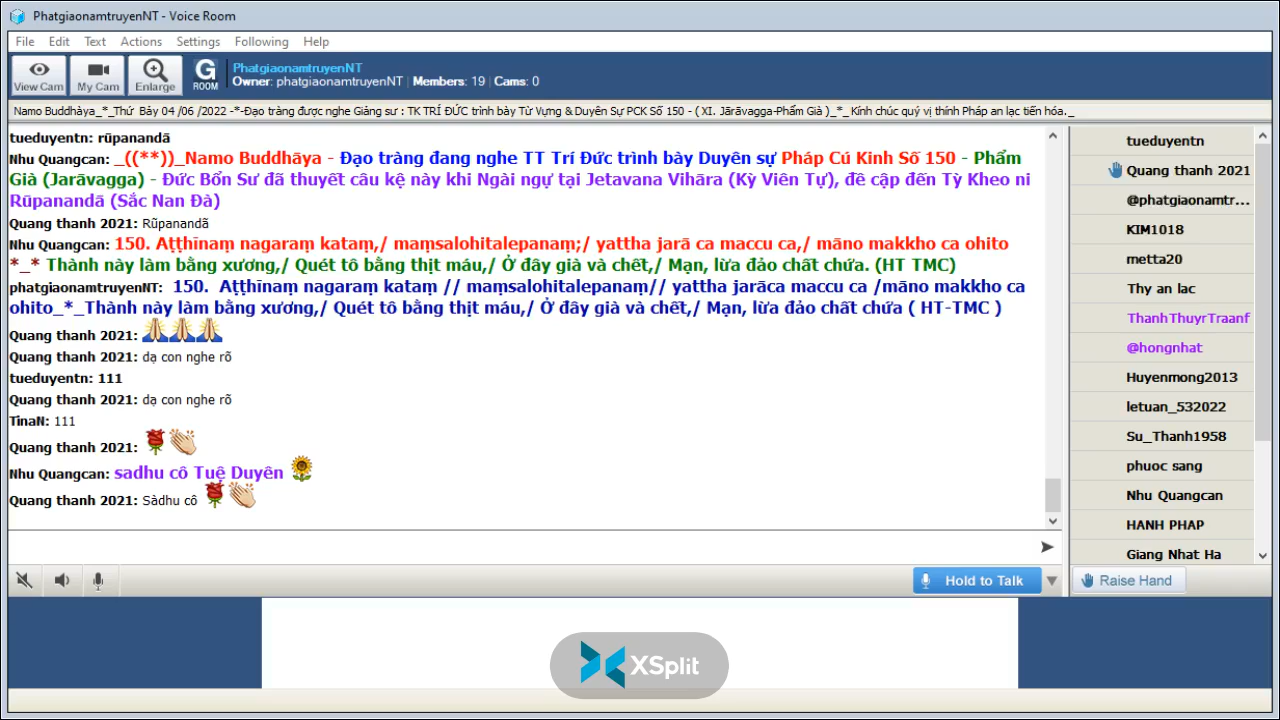 PhatgiaonamtruyenNT - Voice Room
File Edit Text Actions Settings Following Help
View Cam My Cam Enlarge G ROOM
PhatgiaonamtruyenNT
Owner: phatgiaonamtruyenNT | Members: 19 | Cams: 0
Namo Buddhàya_*_Thứ Bảy 04 /06 /2022 -*-Đạo tràng được nghe Giảng sư : TK TRÍ ĐỨC trình bày Từ Vựng & Duyên Sự PCK Số 150 - ( XI. Jārāvagga-Phẩm Già )_*_ Kính chúc quý vị thính Pháp an lạc tiến hóa._
tueduyentn: rūpanandā
Nhu Quangcan: _((**))_Namo Buddhāya - Đạo tràng đang nghe TT Trí Đức trình bày Duyên sự Pháp Cú Kinh Số 150 - Phẩm
Già (Jarāvagga) - Đức Bổn Sư đã thuyết câu kệ này khi Ngài ngự tại Jetavana Vihāra (Kỳ Viên Tự), đề cập đến Tỳ Kheo ni
Rūpanandā (Sắc Nan Đà)
Quang thanh 2021: Rūpanandā
Nhu Quangcan: 150. Aṭṭhīnaṃ nagaraṃ kataṃ,/ maṃsalohitalepanaṃ;/ yattha jarā ca maccu ca,/ māno makkho ca ohito
*_* Thành này làm bằng xương,/ Quét tô bằng thịt máu,/ Ở đây già và chết,/ Mạn, lừa đảo chất chứa. (HT TMC)
phatgiaonamtruyenNT: 150. Aṭṭhīnaṃ nagaraṃ kataṃ // maṃsalohitalepanaṃ// yattha jarāca maccu ca /māno makkho ca
ohito_*_Thành này làm bằng xương,/ Quét tô bằng thịt máu,/ Ở đây già và chết,/ Mạn, lừa đảo chất chứa ( HT-TMC )
Quang thanh 2021:
Quang thanh 2021: dạ con nghe rõ
tueduyentn: 111
Quang thanh 2021: dạ con nghe rõ
TinaN: 111
Quang thanh 2021:
Nhu Quangcan: sadhu cô Tuệ Duyên
Quang thanh 2021: Sàdhu cô
Hold to Talk
tueduyentn
Quang thanh 2021
@phatgiaonamtr...
KIM1018
metta20
Thy an lac
ThanhThuyrTraanf
@hongnhat
Huyenmong2013
letuan_532022
Su_Thanh1958
phuoc sang
Nhu Quangcan
HANH PHAP
Giang Nhat Ha
Raise Hand
XSplit